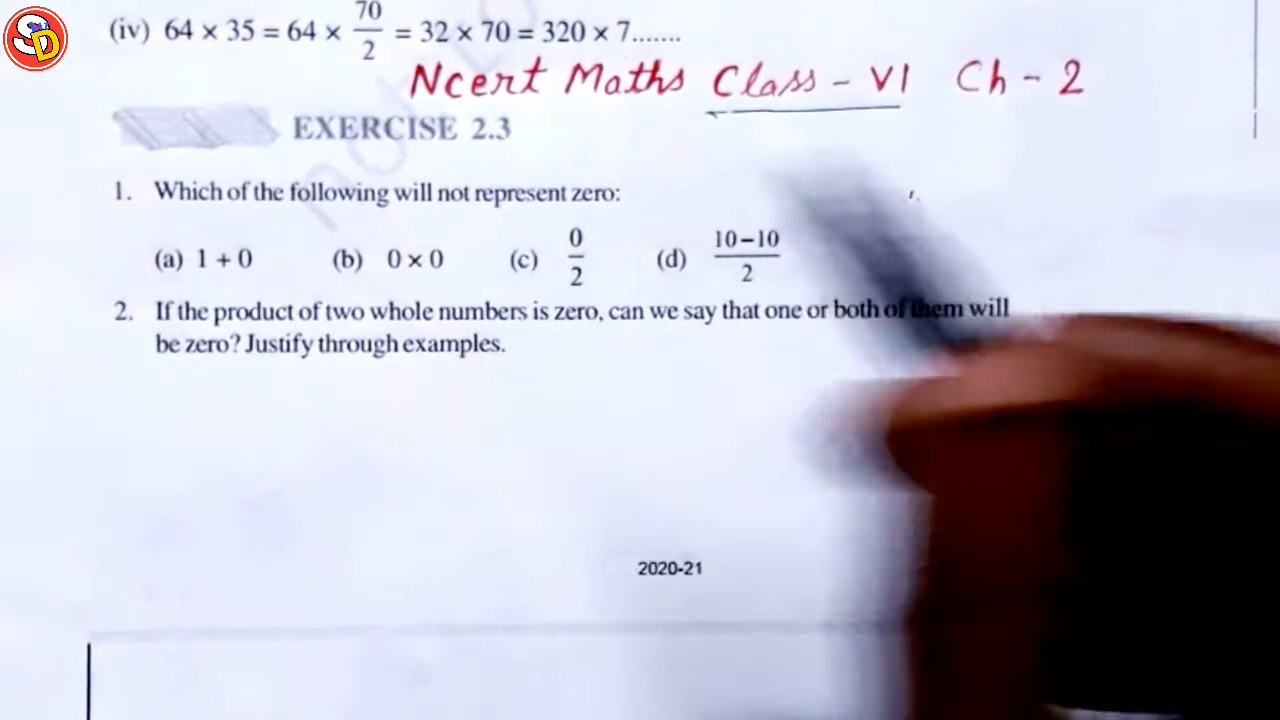 SD
(iv) 64 × 35 = 64 × 70/2 = 32 × 70 = 320 × 7.......
Ncert Maths Class - VI Ch - 2
EXERCISE 2.3
1. Which of the following will not represent zero:
(a) 1 + 0 (b) 0 × 0 (c) 0/2 (d) 10 – 10/2
2. If the product of two whole numbers is zero, can we say that one or both of them will
be zero? Justify through examples.
2020-21